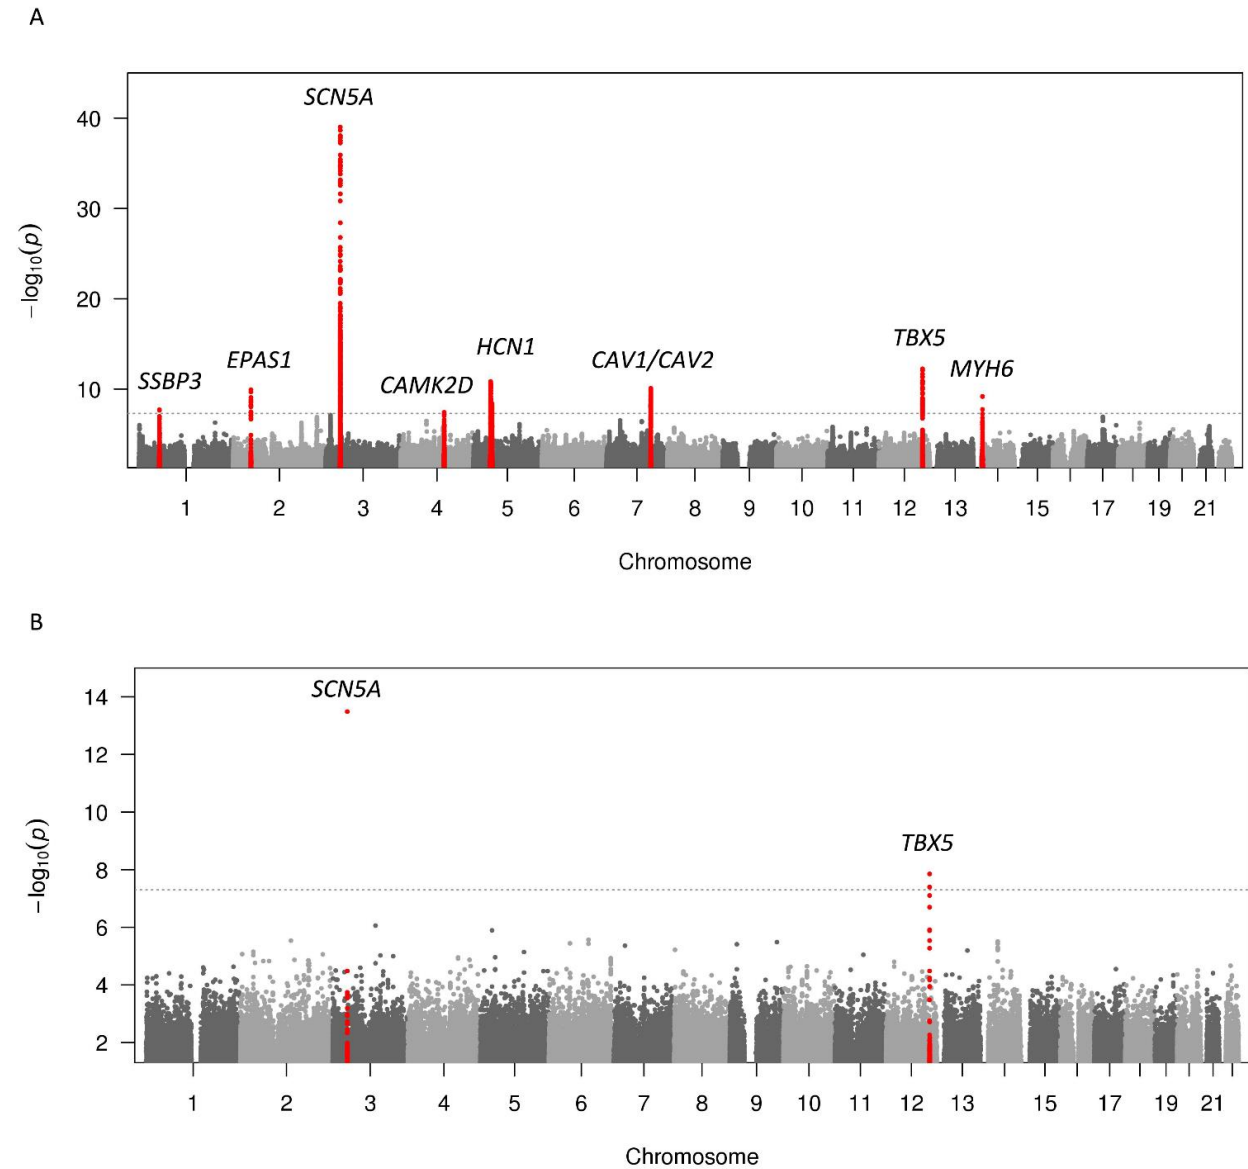 A
SCN5A
40
30
−log10(p)
20
TBX5
HCN1
EPAS1
CAV1/CAV2
MYH6
SSBP3
CAMK2D
10
1 2 3 4 5 6 7 8 9 10 11 12 13 15 17 19 21
Chromosome
B
SCN5A
14
12
10
−log10(p)
TBX5
8
6
4
2
1 2 3 4 5 6 7 8 9 10 11 12 13 15 17 19 21
Chromosome